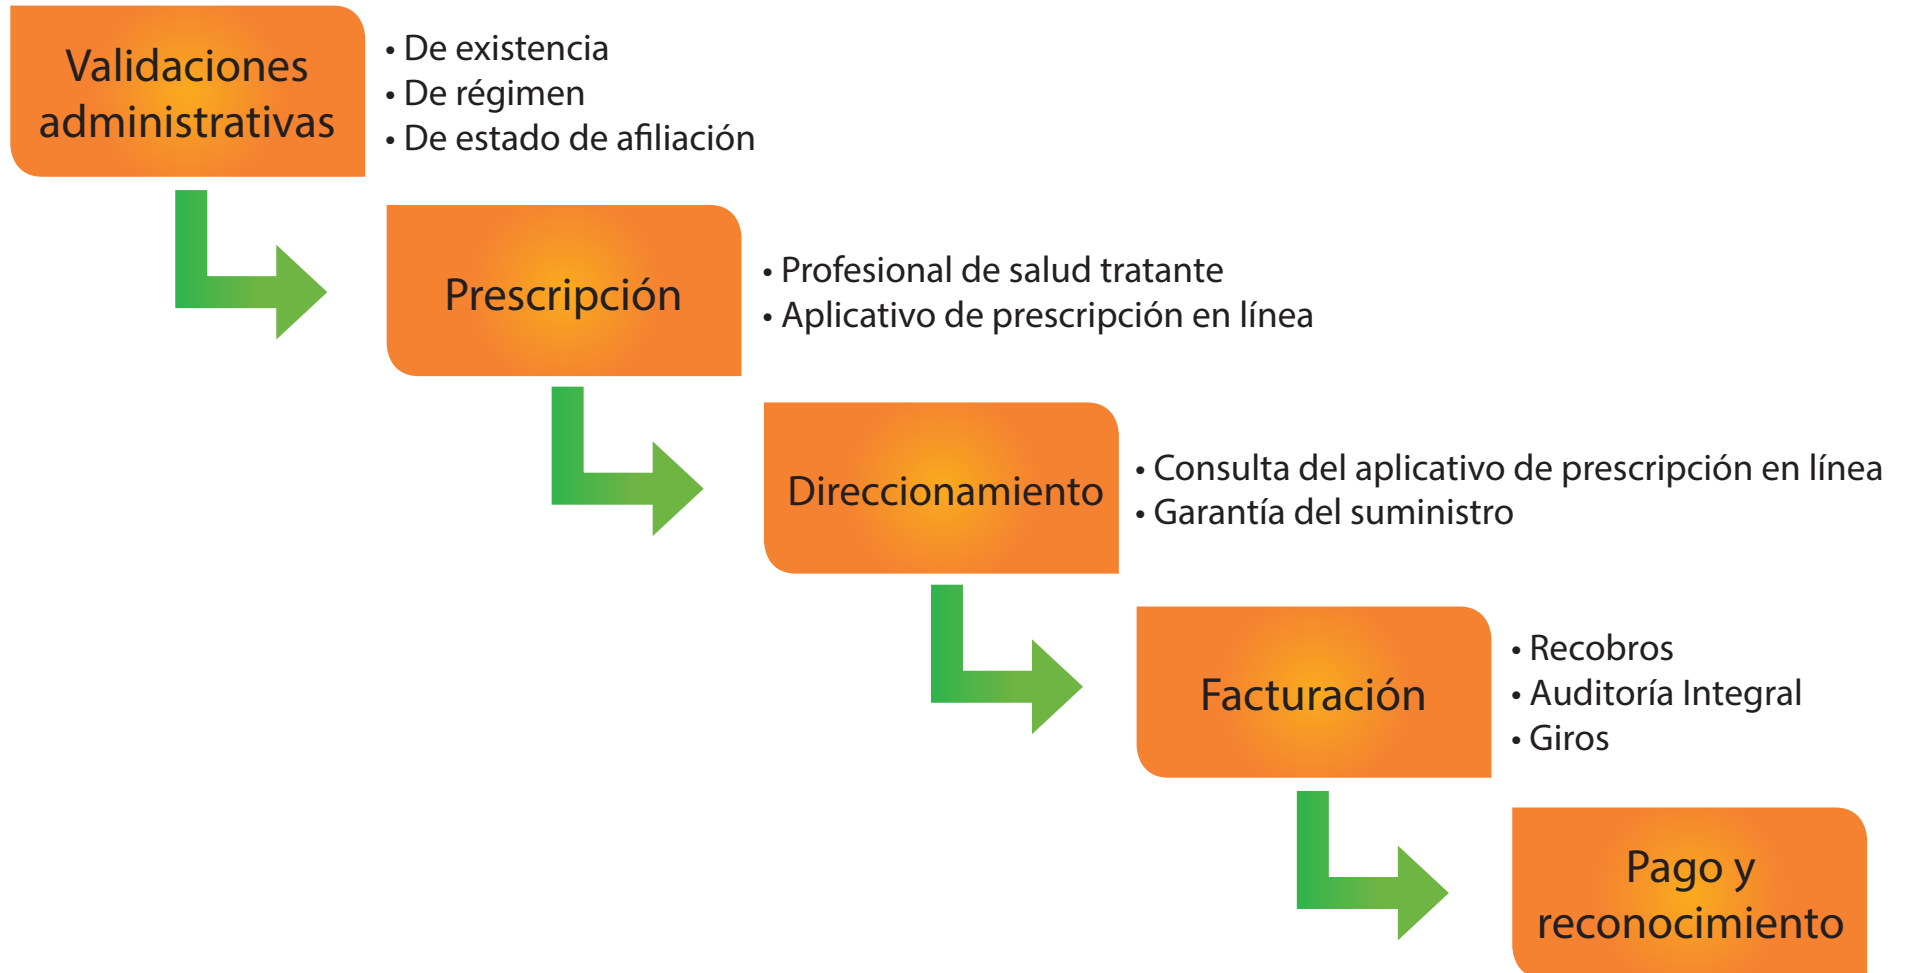 Validaciones
administrativas
• De existencia
• De régimen
• De estado de afiliación
Prescripción
• Profesional de salud tratante
• Aplicativo de prescripción en línea
Direccionamiento
• Consulta del aplicativo de prescripción en línea
• Garantía del suministro
Facturación
• Recobros
• Auditoría Integral
• Giros
Pago y
reconocimiento